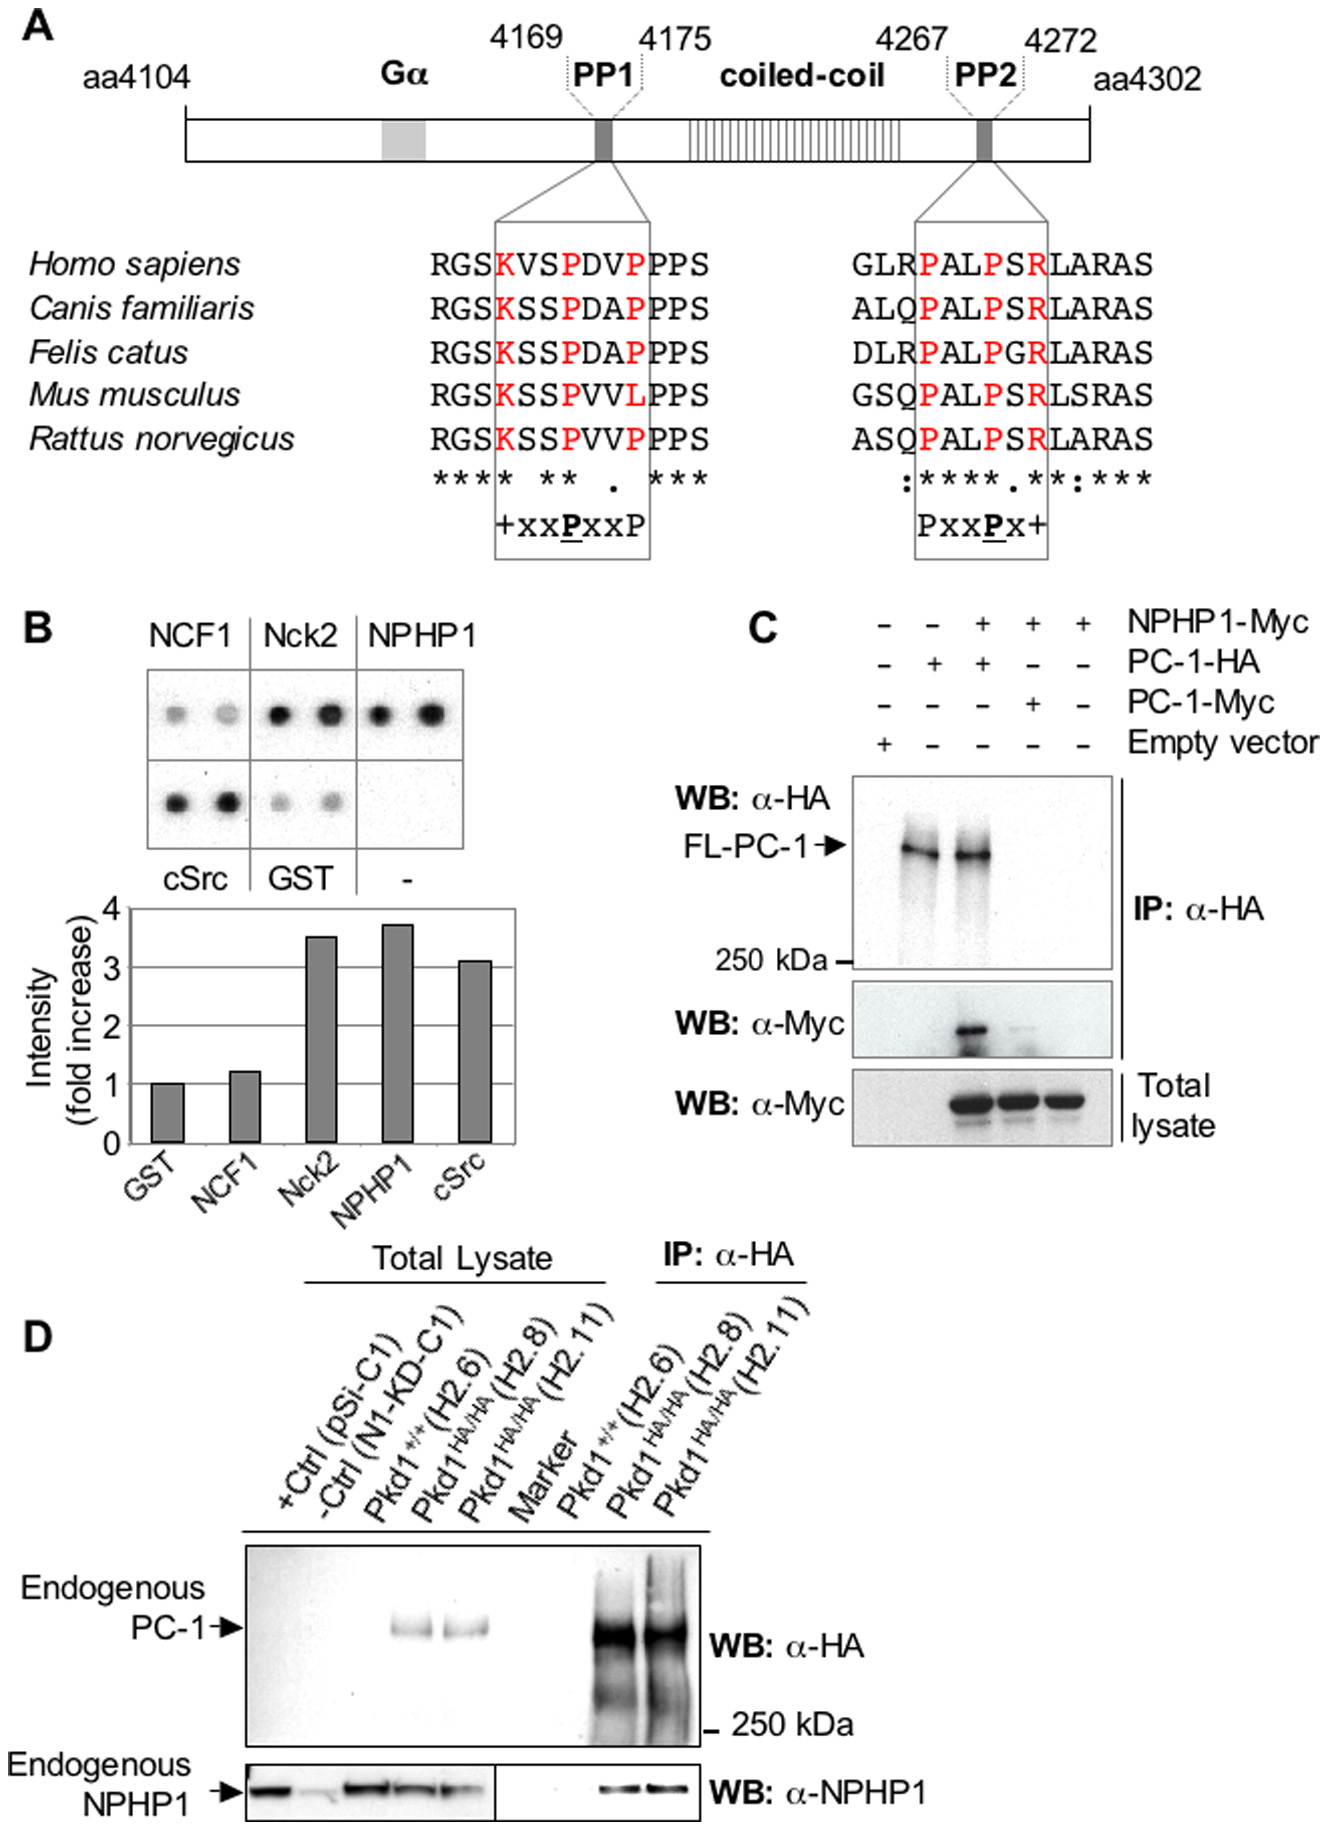 A
4169 4175 4267 4272
aa4104 Gα PP1 coiled-coil PP2 aa4302
Homo sapiens RGSKVSPDVPPPS GLRPALPSRLARAS
Canis familiaris RGSKSSPDAPPPS ALQPALPSRLARAS
Felis catus RGSKSSPDAPPPS DLRPALPGRLARAS
Mus musculus RGSKSSPVVLPPS GSQPALPSRLSRAS
Rattus norvegicus RGSKSSPVVPPPS ASQPALPSRLARAS
**** ** . *** :****.**:***
+xxPxxP PxxPx+
B
NCF1 Nck2 NPHP1
cSrc GST -
Intensity
(fold increase)
4
3
2
1
0
GST NCF1 Nck2 NPHP1 cSrc
C
- - + + + NPHP1-Myc
- + + - - PC-1-HA
- - - + - PC-1-Myc
+ - - - - Empty vector
WB: α-HA
FL-PC-1
250 kDa
IP: α-HA
WB: α-Myc
WB: α-Myc
Total
lysate
D
Total Lysate IP: α-HA
+Ctrl (pSi-C1)
-Ctrl (N1-KD-C1)
Pkd1+/+ (H2.6)
Pkd1HA/HA (H2.8)
Pkd1HA/HA (H2.11)
Marker
Pkd1+/+ (H2.6)
Pkd1HA/HA (H2.8)
Pkd1HA/HA (H2.11)
Endogenous
PC-1
WB: α-HA
250 kDa
Endogenous
NPHP1
WB: α-NPHP1